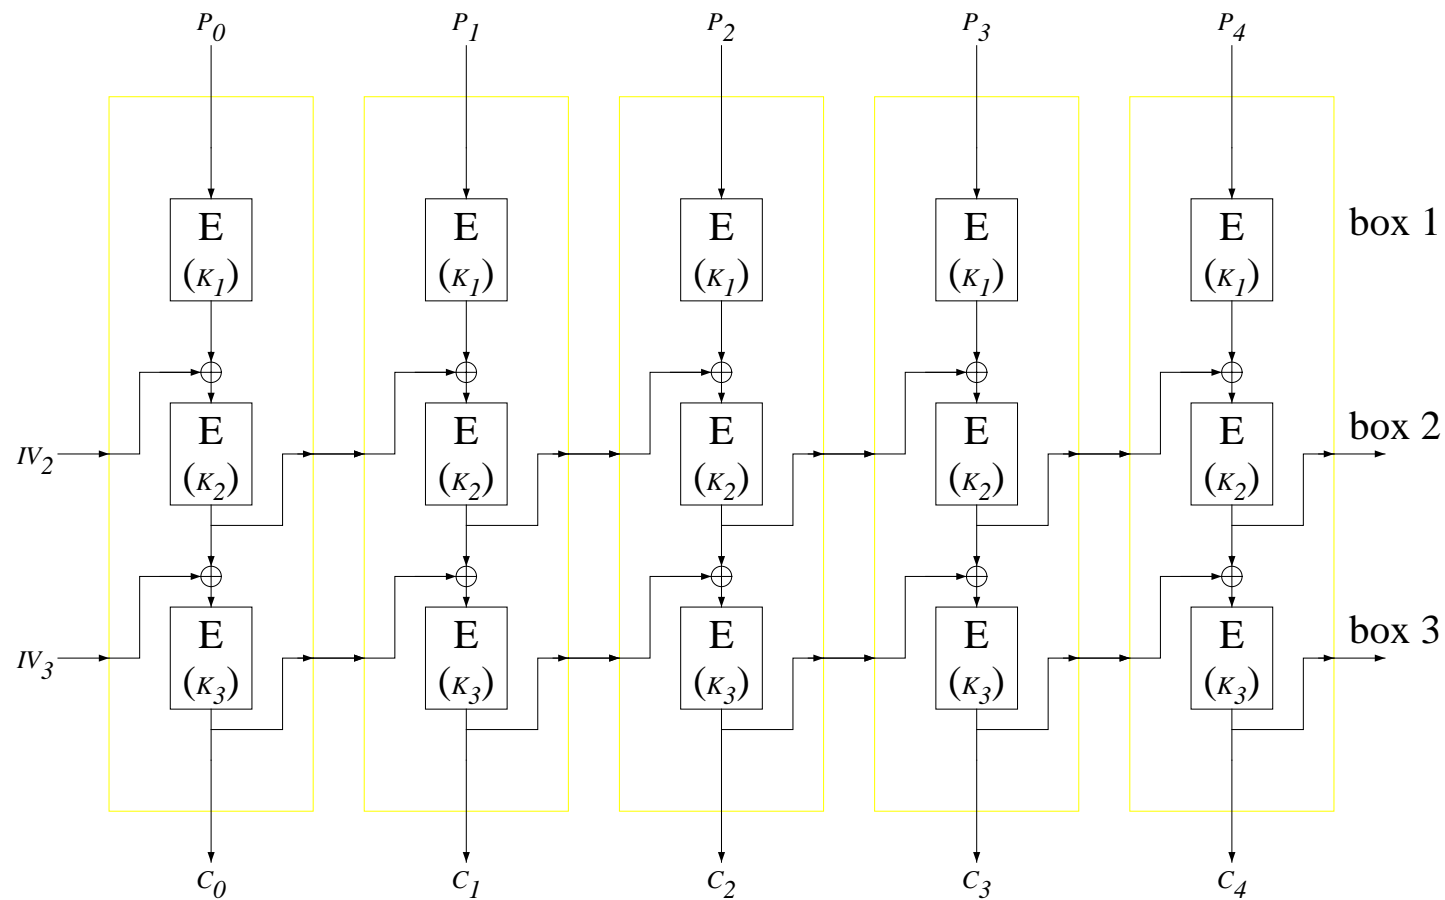 P0 P1 P2 P3 P4
E E E E E box 1
(K1) (K1) (K1) (K1) (K1)
E E E E E box 2
IV2 (K2) (K2) (K2) (K2) (K2)
E E E E E box 3
IV3 (K3) (K3) (K3) (K3) (K3)
C0 C1 C2 C3 C4